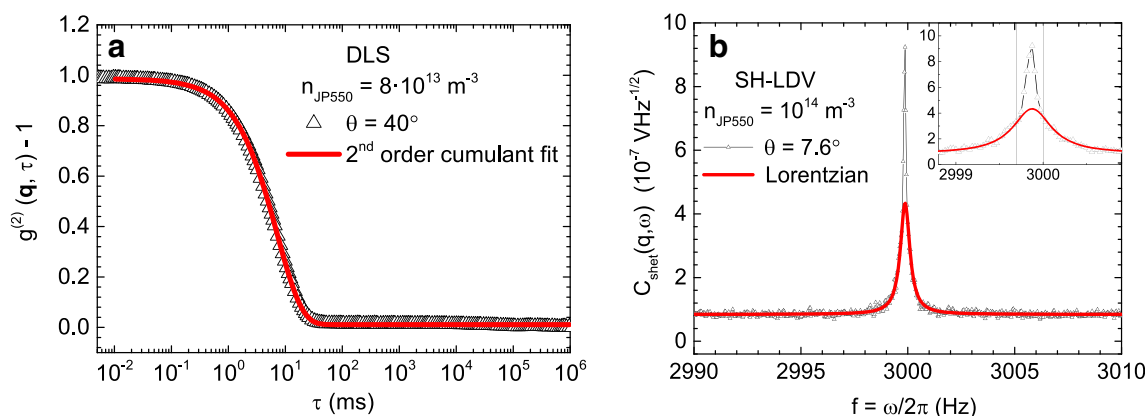 a
DLS
n_JP550 = 8·10^13 m^-3
△ θ = 40°
2^nd order cumulant fit
g^(2) (q, τ) - 1
1.2
1.0
0.8
0.6
0.4
0.2
0.0
10^-2 10^-1 10^0 10^1 10^2 10^3 10^4 10^5 10^6
τ (ms)
b
SH-LDV
n_JP550 = 10^14 m^-3
θ = 7.6°
Lorentzian
C_shet(q,ω) (10^-7 VHz^-1/2)
10
8
6
4
2
0
2990 2995 3000 3005 3010
f = ω/2π (Hz)
10
8
6
4
2
0
2999 3000